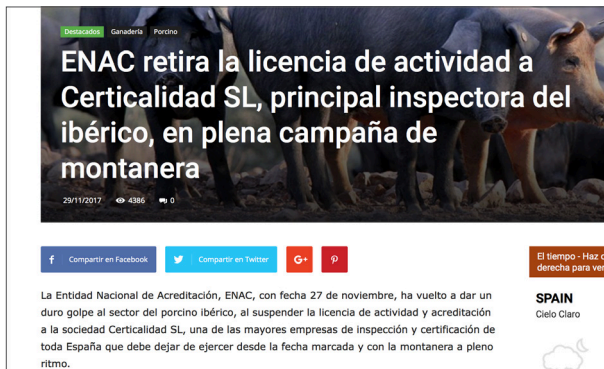 Destacados Ganadería Porcino
ENAC retira la licencia de actividad a
Certicalidad SL, principal inspectora del
ibérico, en plena campaña de
montanera
29/11/2017 4386 0
f Compartir en Facebook Compartir en Twitter G+
La Entidad Nacional de Acreditación, ENAC, con fecha 27 de noviembre, ha vuelto a dar un
duro golpe al sector del porcino ibérico, al suspender la licencia de actividad y acreditación
a la sociedad Certicalidad SL, una de las mayores empresas de inspección y certificación de
toda España que debe dejar de ejercer desde la fecha marcada y con la montanera a pleno
ritmo.
El tiempo - Haz
derecha para
SPAIN
Cielo Claro